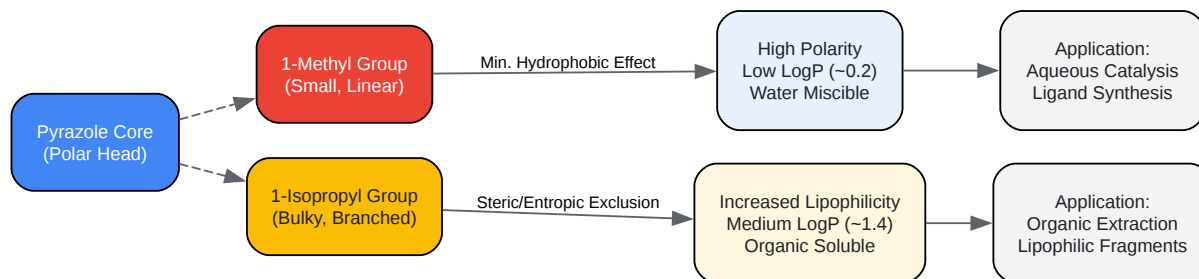 Pyrazole Core
(Polar Head)
1-Methyl Group
(Small, Linear)
Min. Hydrophobic Effect
High Polarity
Low LogP (~0.2)
Water Miscible
Application:
Aqueous Catalysis
Ligand Synthesis
1-Isopropyl Group
(Bulky, Branched)
Steric/Entropic Exclusion
Increased Lipophilicity
Medium LogP (~1.4)
Organic Soluble
Application:
Organic Extraction
Lipophilic Fragments